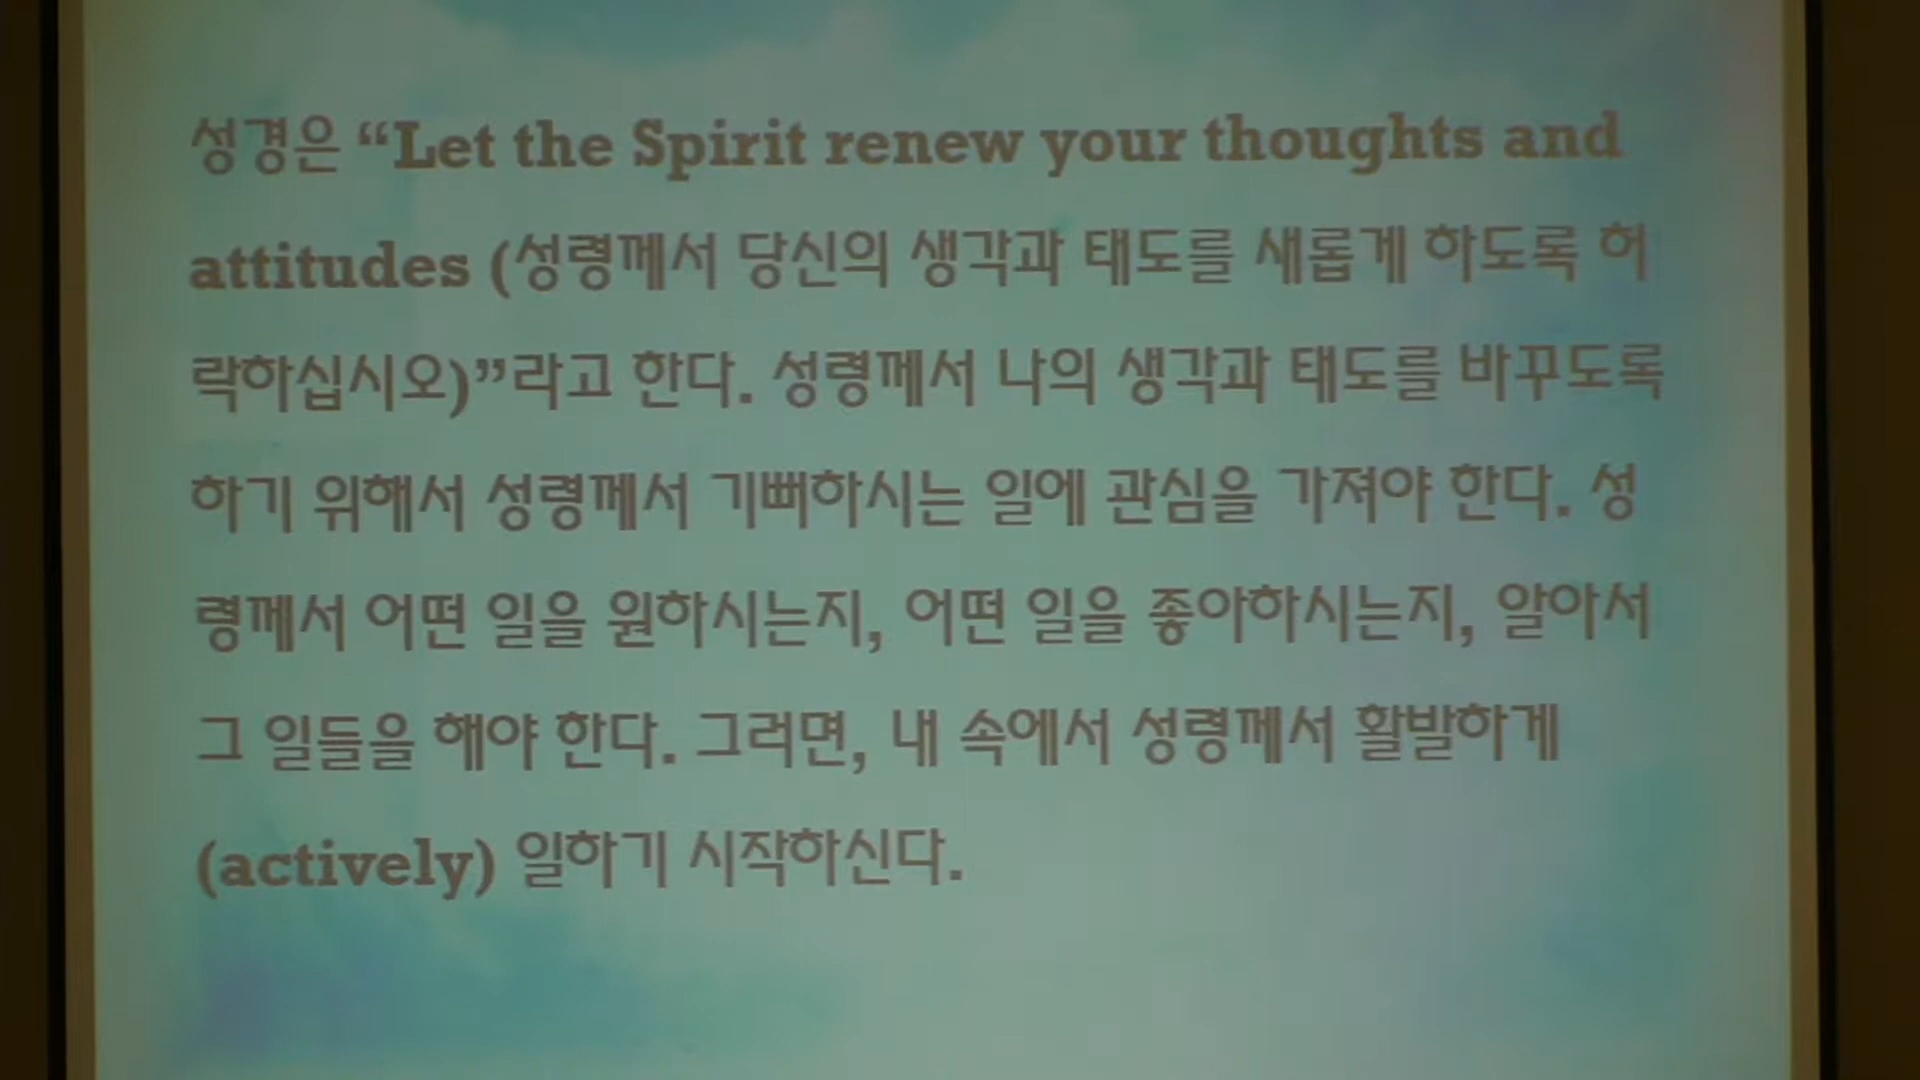 성경은 “Let the Spirit renew your thoughts and
attitudes (성령께서 당신의 생각과 태도를 새롭게 하도록 허
락하십시오)”라고 한다. 성령께서 나의 생각과 태도를 바꾸도록
하기 위해서 성령께서 기뻐하시는 일에 관심을 가져야 한다. 성
령께서 어떤 일을 원하시는지, 어떤 일을 좋아하시는지, 알아서
그 일들을 해야 한다. 그러면, 내 속에서 성령께서 활발하게
(actively) 일하기 시작하신다.